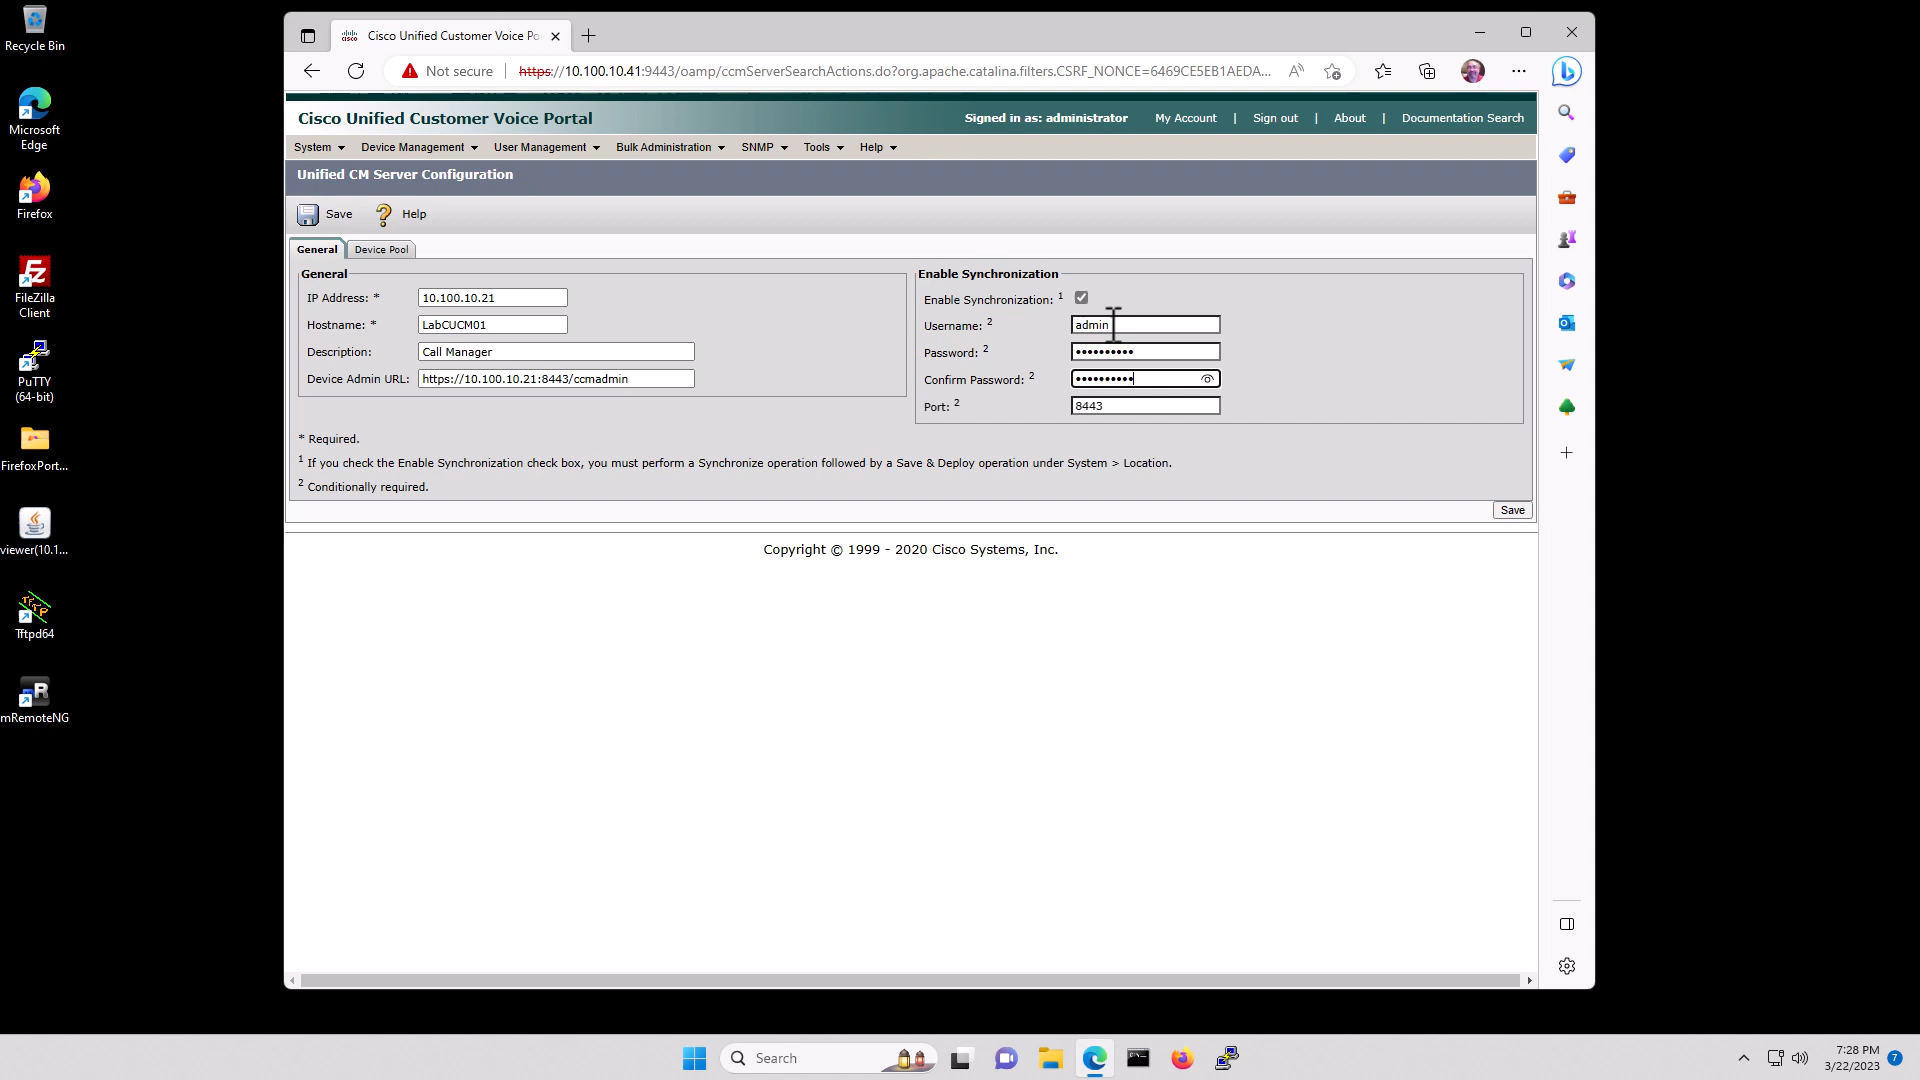 Recycle Bin
Microsoft
Edge
Firefox
FileZilla
Client
PuTTY
(64-bit)
FirefoxPort...
viewer(10.1...
Tftpd64
mRemoteNG
Cisco Unified Customer Voice Po
Not secure
https://10.100.10.41:9443/oamp/ccmServerSearchActions.do?org.apache.catalina.filters.CSRF_NONCE=6469CE5EB1AEDA...
Cisco Unified Customer Voice Portal
Signed in as: administrator My Account | Sign out | About | Documentation Search
System Device Management User Management Bulk Administration SNMP Tools Help
Unified CM Server Configuration
Save Help
General Device Pool
General
IP Address: * 10.100.10.21
Hostname: * LabCUCM01
Description: Call Manager
Device Admin URL: https://10.100.10.21:8443/ccmadmin
Enable Synchronization
Enable Synchronization: 1
Username: 2 admin
Password: 2 ••••••••••
Confirm Password: 2 ••••••••••
Port: 2 8443
* Required.
1 If you check the Enable Synchronization check box, you must perform a Synchronize operation followed by a Save & Deploy operation under System > Location.
2 Conditionally required.
Save
Copyright © 1999 - 2020 Cisco Systems, Inc.
Search
7:28 PM
3/22/2023
7